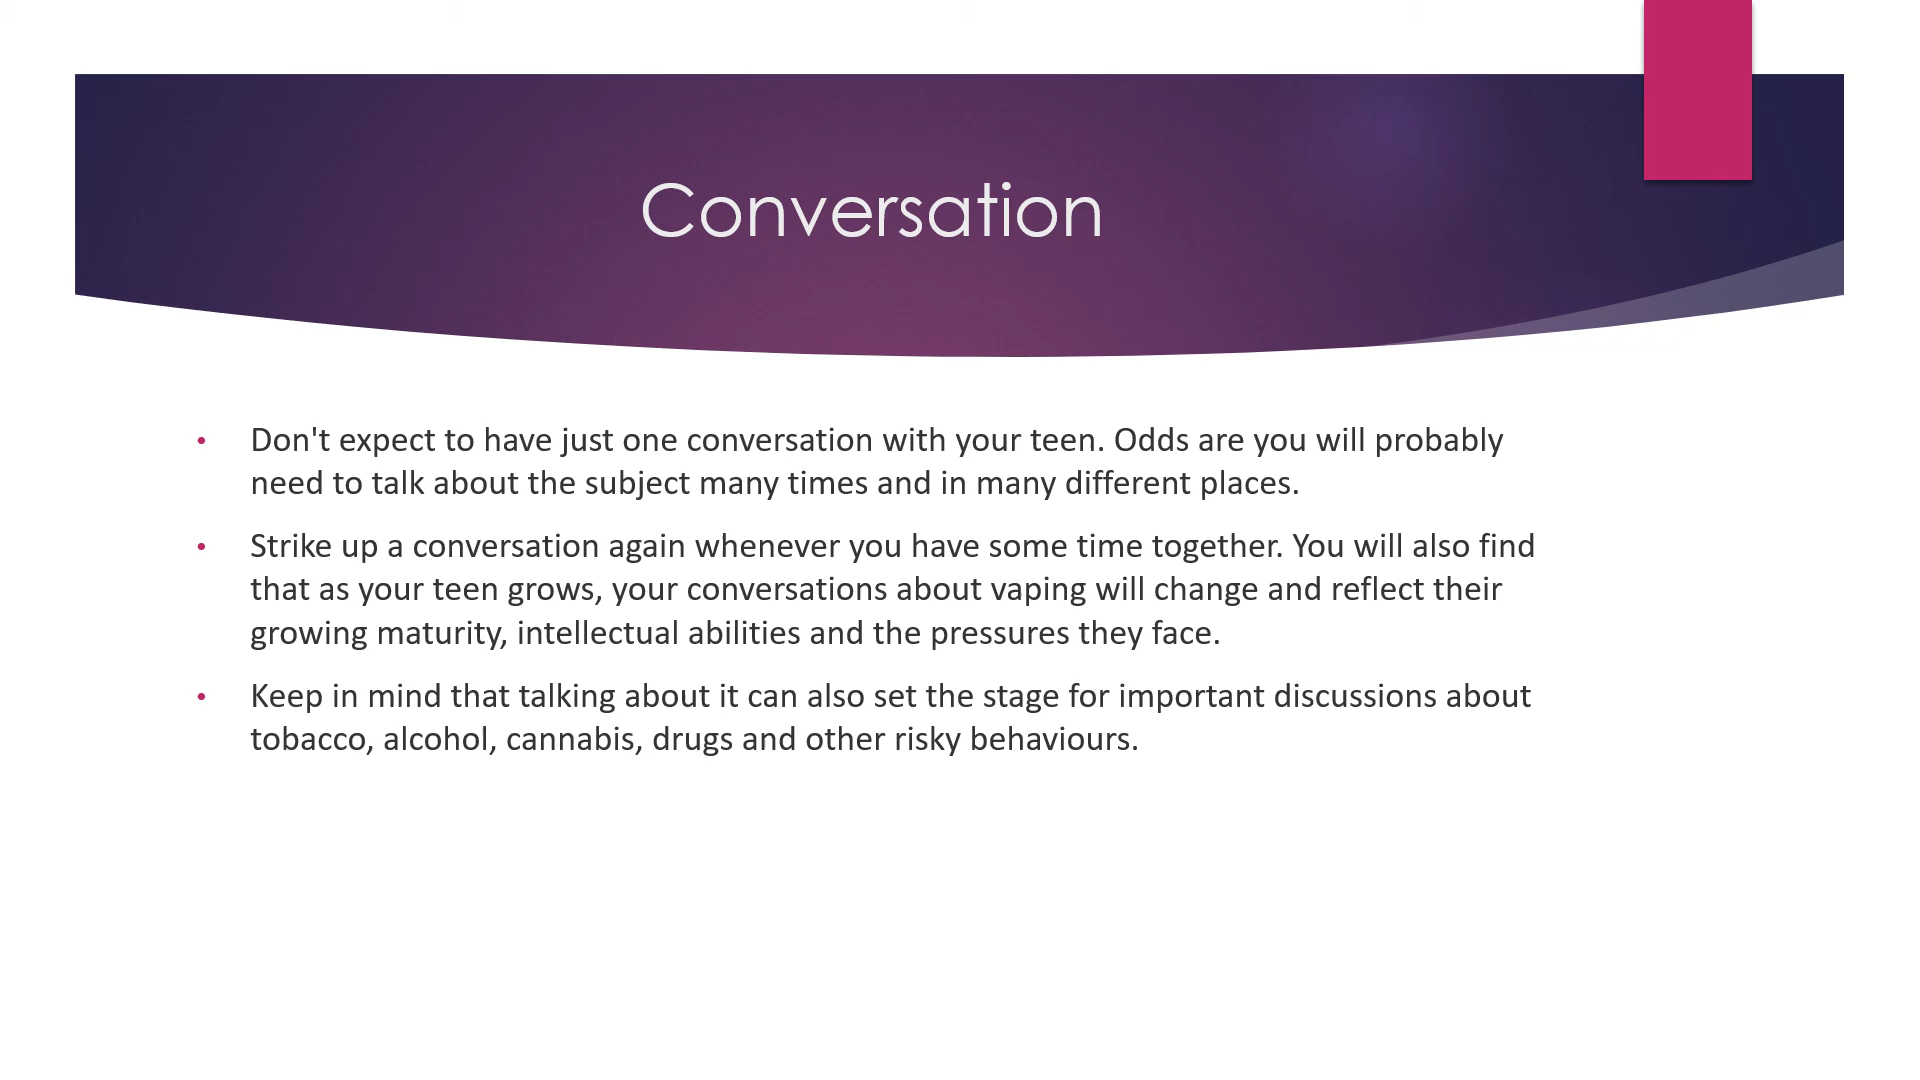 Conversation
• Don't expect to have just one conversation with your teen. Odds are you will probably
need to talk about the subject many times and in many different places.
• Strike up a conversation again whenever you have some time together. You will also find
that as your teen grows, your conversations about vaping will change and reflect their
growing maturity, intellectual abilities and the pressures they face.
• Keep in mind that talking about it can also set the stage for important discussions about
tobacco, alcohol, cannabis, drugs and other risky behaviours.